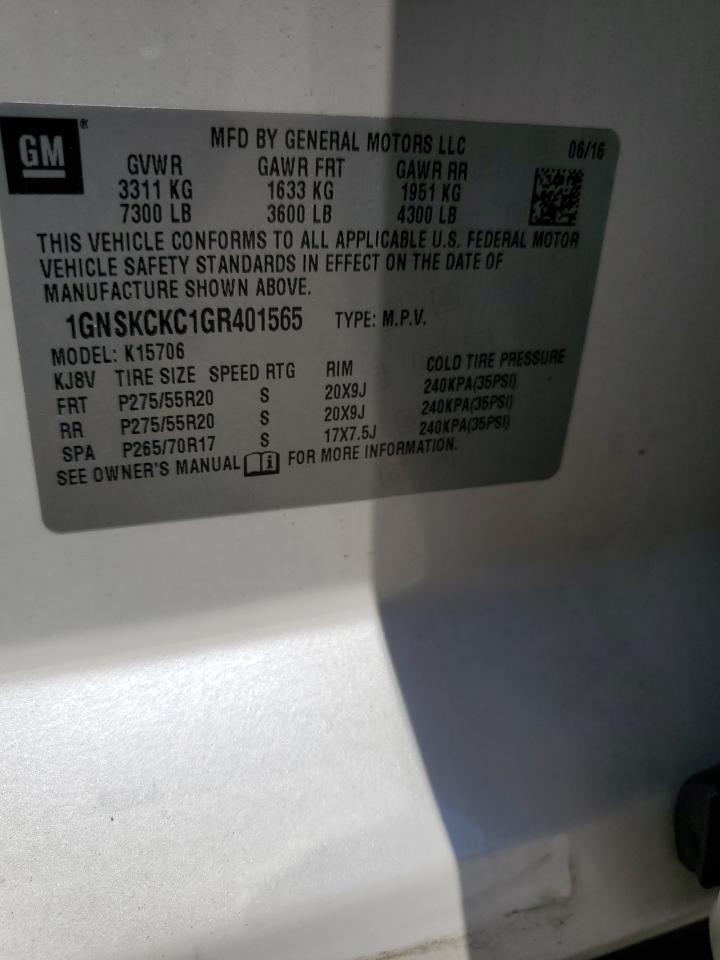 GM®
MFD BY GENERAL MOTORS LLC 06/16
GVWR GAWR FRT GAWR RR
3311 KG 1633 KG 1951 KG
7300 LB 3600 LB 4300 LB
THIS VEHICLE CONFORMS TO ALL APPLICABLE U.S. FEDERAL MOTOR
VEHICLE SAFETY STANDARDS IN EFFECT ON THE DATE OF
MANUFACTURE SHOWN ABOVE.
1GNSKCKC1GR401565 TYPE: M.P.V.
MODEL: K15706
KJ8V TIRE SIZE SPEED RTG RIM COLD TIRE PRESSURE
FRT P275/55R20 S 20X9J 240KPA(35PSI)
RR P275/55R20 S 20X9J 240KPA(35PSI)
SPA P265/70R17 S 17X7.5J 240KPA(35PSI)
SEE OWNER'S MANUAL FOR MORE INFORMATION.